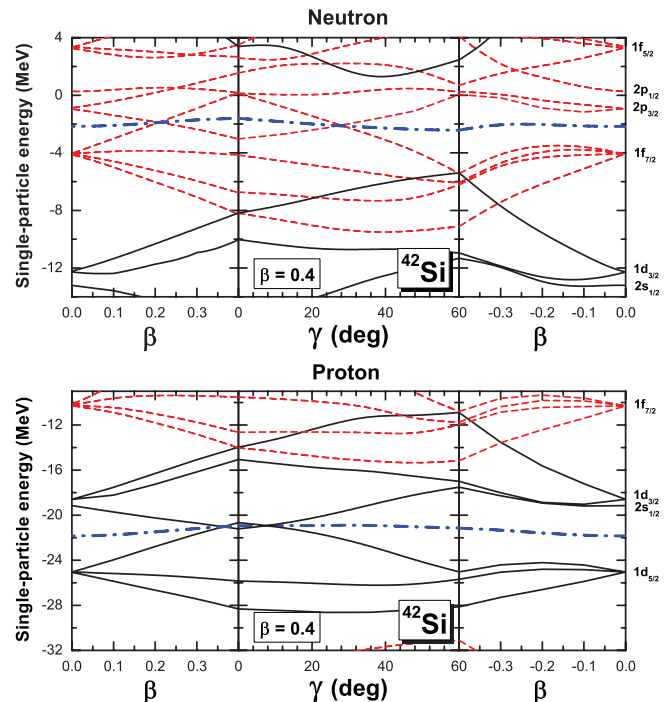 Neutron
Single-particle energy (MeV)
4
0
-4
-8
-12
1f5/2
2p1/2
2p3/2
1f7/2
1d3/2
2s1/2
β = 0.4
42Si
0.0 0.1 0.2 0.3 0 20 40 60 -0.3 -0.2 -0.1 0.0
β γ (deg) β
Proton
Single-particle energy (MeV)
-12
-16
-20
-24
-28
-32
1f7/2
1d3/2
2s1/2
1d5/2
β = 0.4
42Si
0.0 0.1 0.2 0.3 0 20 40 60 -0.3 -0.2 -0.1 0.0
β γ (deg) β